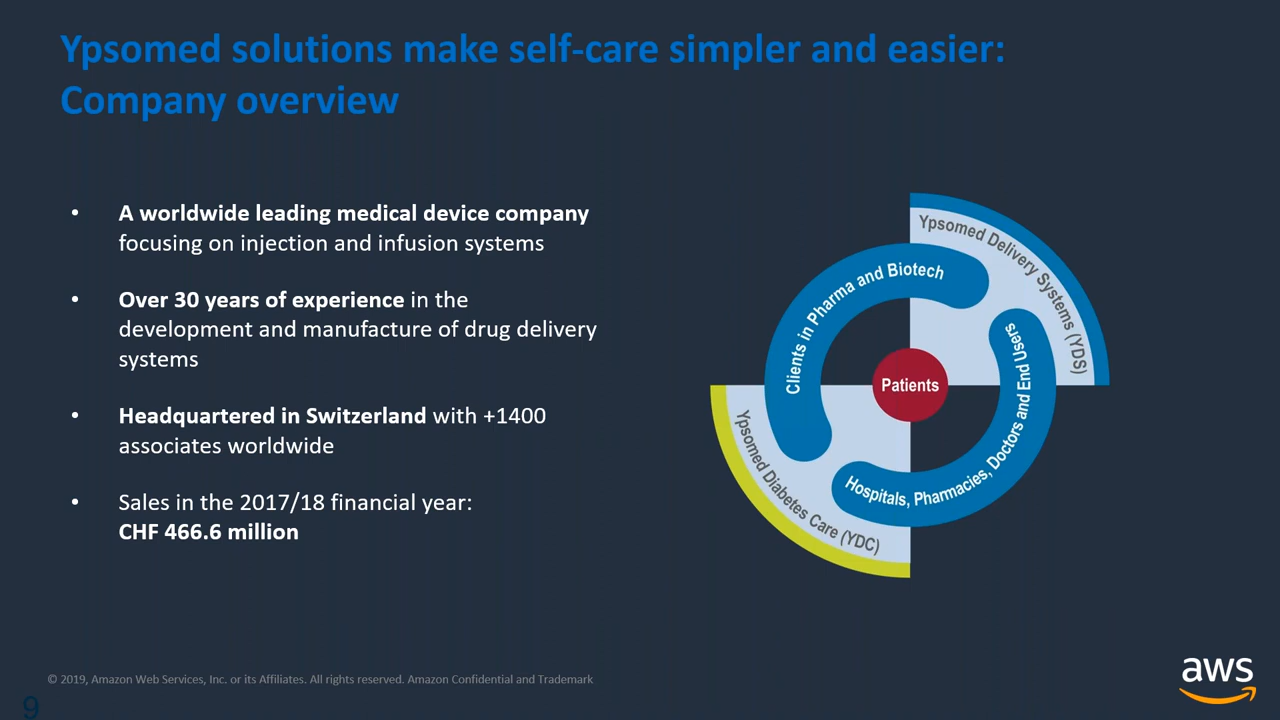 Ypsomed solutions make self-care simpler and easier:
Company overview
• A worldwide leading medical device company
focusing on injection and infusion systems
• Over 30 years of experience in the
development and manufacture of drug delivery
systems
• Headquartered in Switzerland with +1400
associates worldwide
• Sales in the 2017/18 financial year:
CHF 466.6 million
Ypsomed Delivery Systems (YDS)
Clients in Pharma and Biotech
Patients
Hospitals, Pharmacies, Doctors and End Users
Ypsomed Diabetes Care (YDC)
© 2019, Amazon Web Services, Inc. or its Affiliates. All rights reserved. Amazon Confidential and Trademark
aws
9